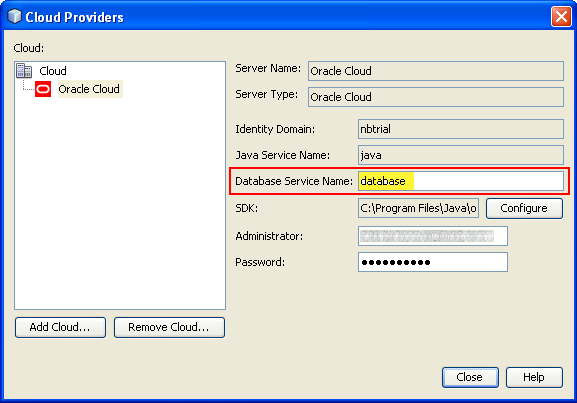 Cloud Providers
Cloud:
Cloud
Oracle Cloud
Server Name: Oracle Cloud
Server Type: Oracle Cloud
Identity Domain: nbtrial
Java Service Name: java
Database Service Name: database
SDK: C:\Program Files\Java\o Configure
Administrator:
Password: ●●●●●●●●●●
Add Cloud... Remove Cloud...
Close Help